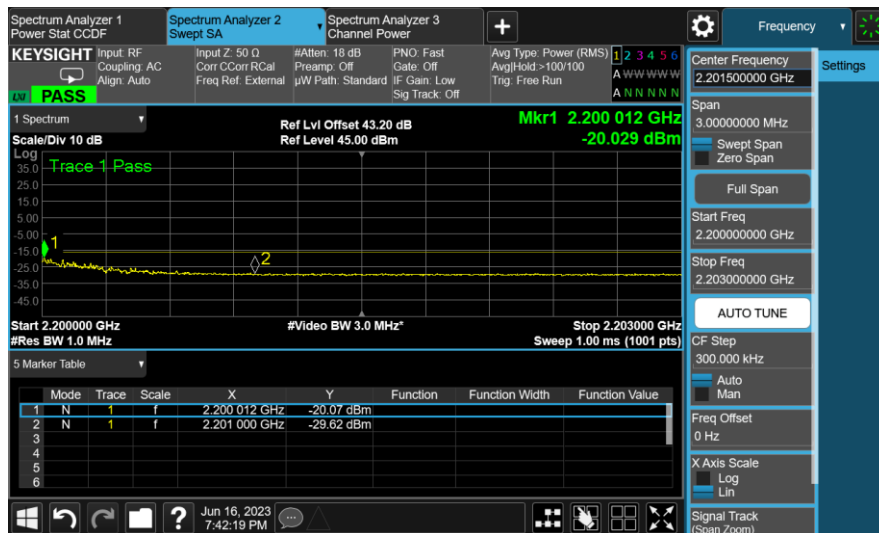 Spectrum Analyzer 1
Power Stat CCDF
Spectrum Analyzer 2
Swept SA
Spectrum Analyzer 3
Channel Power
Frequency
KEYSIGHT
LXI
PASS
Input: RF
Coupling: AC
Align: Auto
Input Z: 50 Ω
Corr CCorr RCal
Freq Ref: External
#Atten: 18 dB
Preamp: Off
µW Path: Standard
PNO: Fast
Gate: Off
IF Gain: Low
Sig Track: Off
Avg Type: Power (RMS)
Avg|Hold:>100/100
Trig: Free Run
1 2 3 4 5 6
A W W W W W
A N N N N N
1 Spectrum
Scale/Div 10 dB
Ref Lvl Offset 43.20 dB
Ref Level 45.00 dBm
Mkr1 2.200 012 GHz
-20.029 dBm
Log
Trace 1 Pass
35.0
25.0
15.0
5.00
-5.00
-15.0
-25.0
-35.0
-45.0
1
2
Start 2.200000 GHz
#Res BW 1.0 MHz
#Video BW 3.0 MHz*
Stop 2.203000 GHz
Sweep 1.00 ms (1001 pts)
5 Marker Table
Mode Trace Scale X Y Function Function Width Function Value
1 N 1 f 2.200 012 GHz -20.07 dBm
2 N 1 f 2.201 000 GHz -29.62 dBm
3
4
5
6
?
Jun 16, 2023
7:42:19 PM
Center Frequency
2.201500000 GHz
Span
3.00000000 MHz
Swept Span
Zero Span
Full Span
Start Freq
2.200000000 GHz
Stop Freq
2.203000000 GHz
AUTO TUNE
CF Step
300.000 kHz
Auto
Man
Freq Offset
0 Hz
X Axis Scale
Log
Lin
Signal Track
(Span Zoom)
Settings